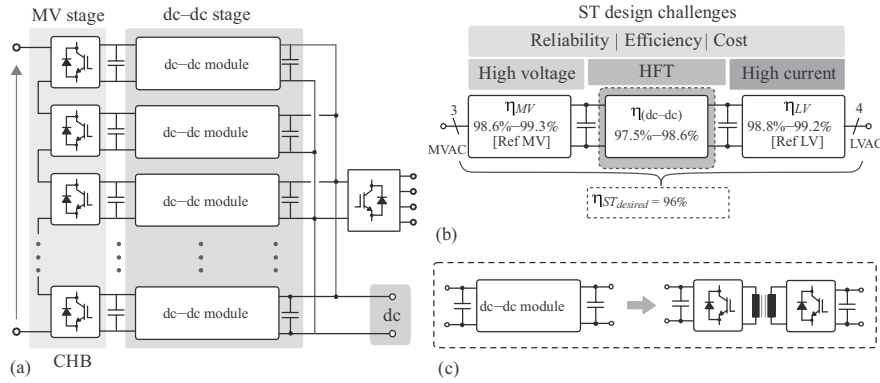 MV stage
dc–dc stage
dc–dc module
dc–dc module
dc–dc module
dc–dc module
dc
(a)
CHB
ST design challenges
Reliability | Efficiency | Cost
High voltage
HFT
High current
3
ηMV
98.6%–99.3%
[Ref MV]
η(dc–dc)
97.5%–98.6%
ηLV
98.8%–99.2%
[Ref LV]
4
MVAC
LVAC
ηSTdesired = 96%
(b)
dc–dc module
(c)